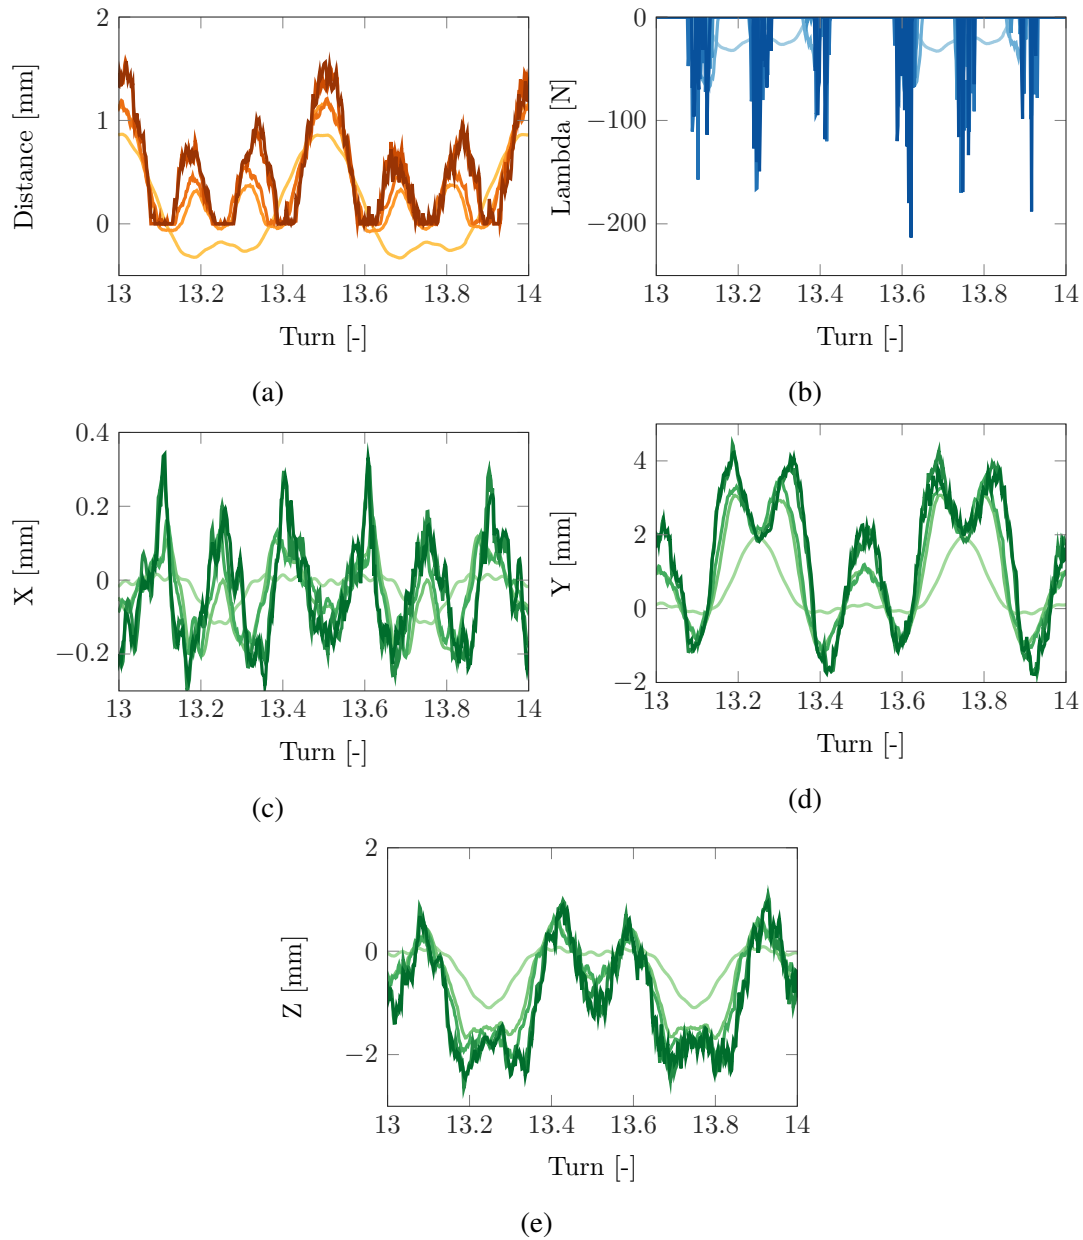 2
1
0
Distance [mm]
13 13.2 13.4 13.6 13.8 14
Turn [-]
(a)
0
−100
−200
Lambda [N]
13 13.2 13.4 13.6 13.8 14
Turn [-]
(b)
0.4
0.2
0
−0.2
X [mm]
13 13.2 13.4 13.6 13.8 14
Turn [-]
(c)
4
2
0
−2
Y [mm]
13 13.2 13.4 13.6 13.8 14
Turn [-]
(d)
2
0
−2
Z [mm]
13 13.2 13.4 13.6 13.8 14
Turn [-]
(e)